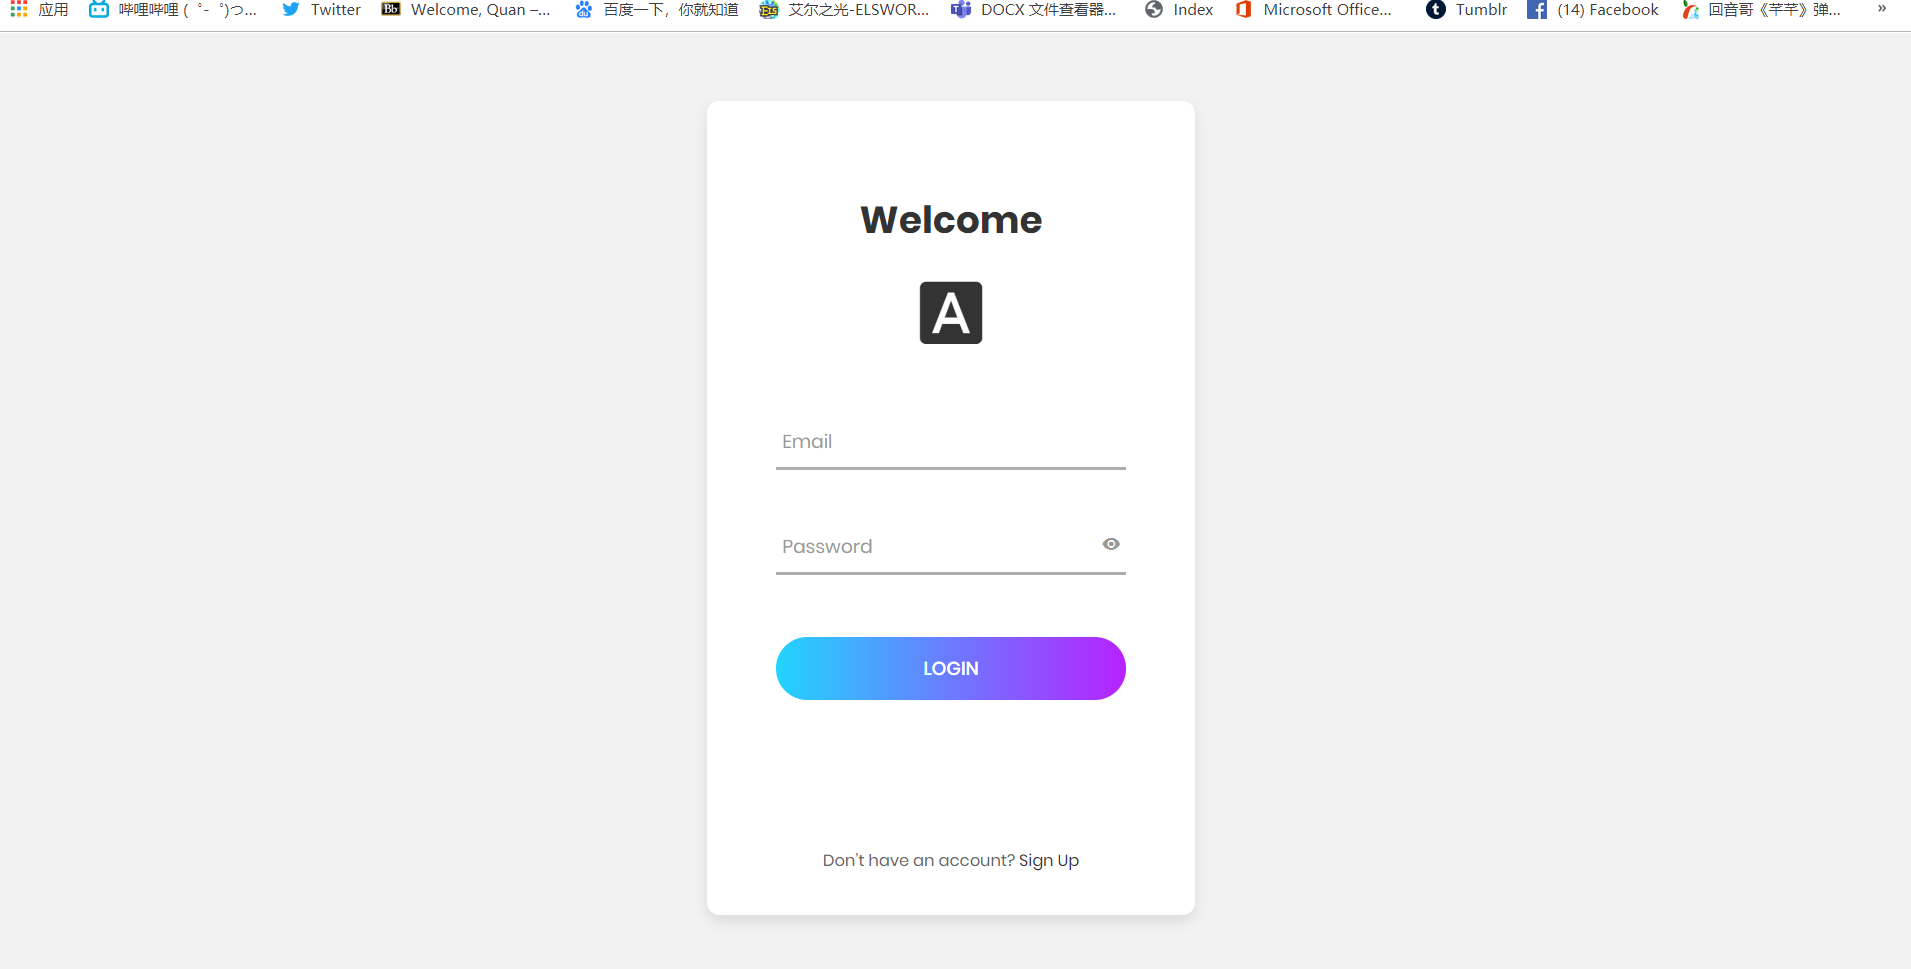 应用 哔哩哔哩 (゜-゜)つ... Twitter Bb Welcome, Quan –... 百度一下，你就知道 艾尔之光-ELSWOR... DOCX 文件查看器... Index Microsoft Office... Tumblr (14) Facebook 回音哥《芊芊》弹... »
Welcome
A
Email
Password
LOGIN
Don't have an account? Sign Up